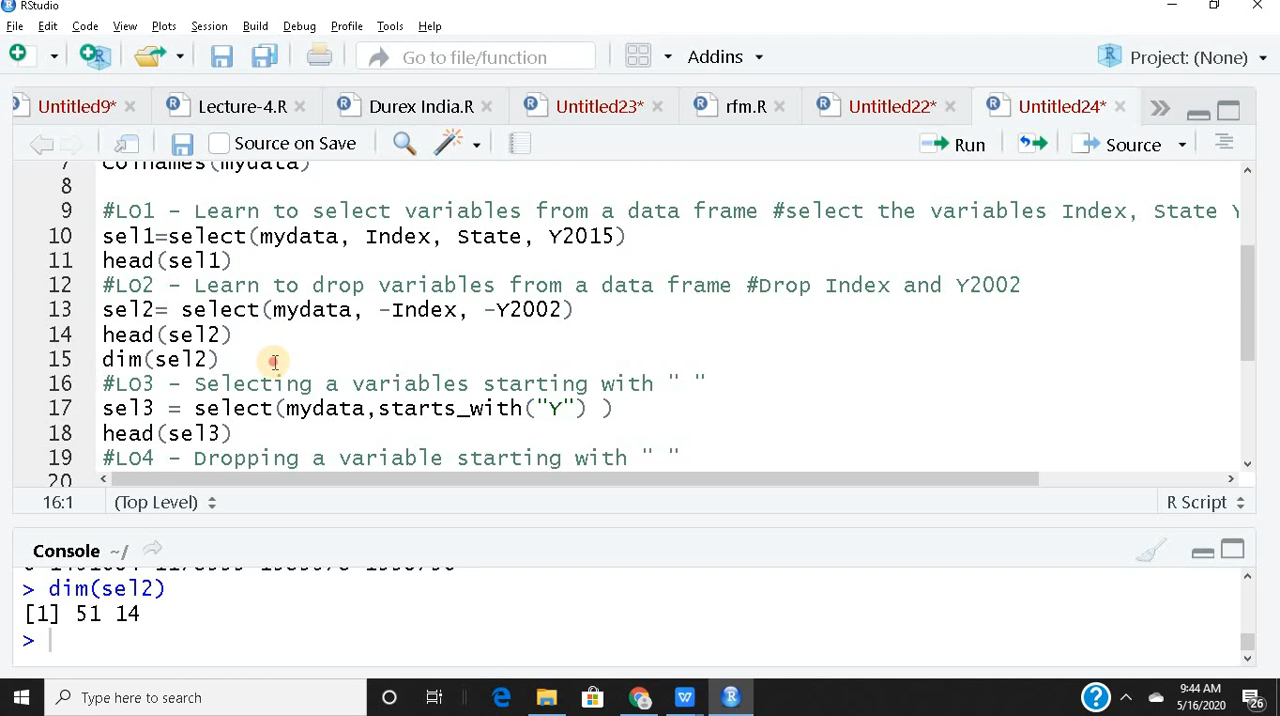 RStudio
File Edit Code View Plots Session Build Debug Profile Tools Help
Go to file/function Addins Project: (None)
Untitled9* Lecture-4.R Durex India.R Untitled23* rfm.R Untitled22* Untitled24*
Source on Save Run Source
7 colnames(mydata)
8
9 #LO1 - Learn to select variables from a data frame #select the variables Index, State Y
10 sel1=select(mydata, Index, State, Y2015)
11 head(sel1)
12 #LO2 - Learn to drop variables from a data frame #Drop Index and Y2002
13 sel2= select(mydata, -Index, -Y2002)
14 head(sel2)
15 dim(sel2)
16 #LO3 - Selecting a variables starting with " "
17 sel3 = select(mydata,starts_with("Y") )
18 head(sel3)
19 #LO4 - Dropping a variable starting with " "
20
16:1 (Top Level) R Script
Console ~/
> dim(sel2)
[1] 51 14
>
Type here to search
9:44 AM
5/16/2020
26